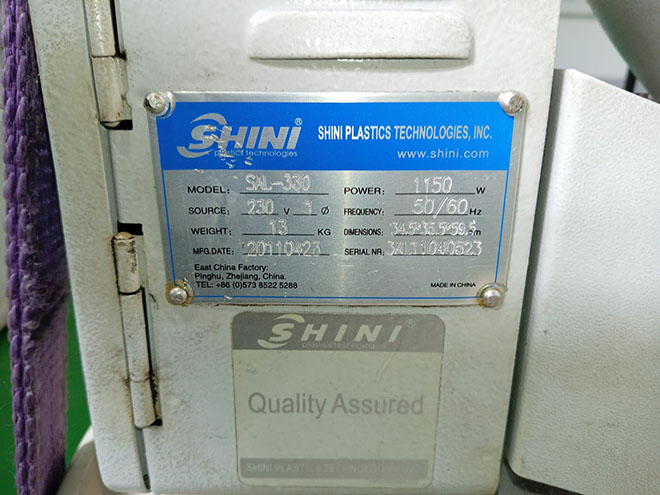 SHINI®
plastics technologies
SHINI PLASTICS TECHNOLOGIES, INC.
www.shini.com
MODEL: SAL-330 POWER: 1150 W
SOURCE: 230 V 1 Ø FREQUENCY: 50/60 Hz
WEIGHT: 13 KG DIMENSIONS: 34.5*35.5*59.5
MFG.DATE: 20110423 SERIAL NR: 11040523
East China Factory:
Pinghu, Zhejiang, China.
TEL: +86 (0)573 8522 5288
MADE IN CHINA
SHINI
Quality Assured
SHINI PLASTICS TECHNOLOGIES